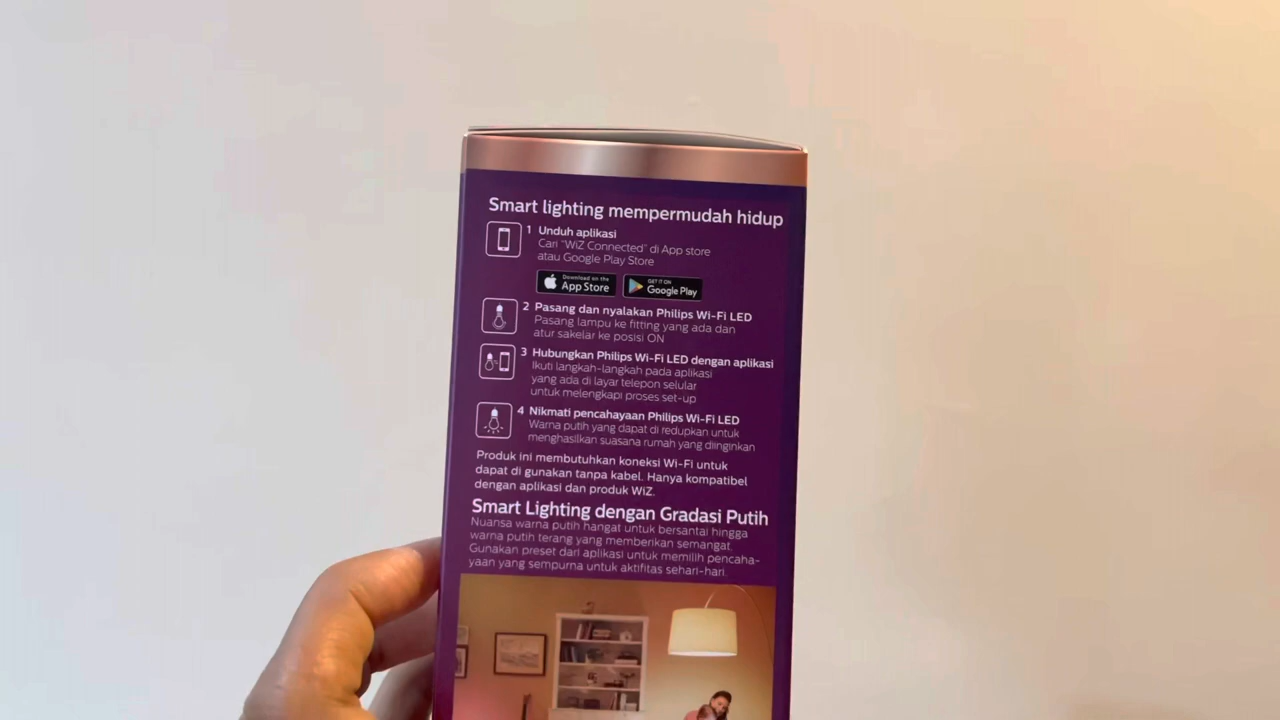 Smart lighting mempermudah hidup
1 Unduh aplikasi
Cari "WiZ Connected" di App store
atau Google Play Store
Download on the
App Store
GET IT ON
Google Play
2 Pasang dan nyalakan Philips Wi-Fi LED
Pasang lampu ke fitting yang ada dan
atur sakelar ke posisi ON
3 Hubungkan Philips Wi-Fi LED dengan aplikasi
Ikuti langkah-langkah pada aplikasi
yang ada di layar telepon selular
untuk melengkapi proses set-up
4 Nikmati pencahayaan Philips Wi-Fi LED
Warna putih yang dapat di redupkan untuk
menghasilkan suasana rumah yang diinginkan
Produk ini membutuhkan koneksi Wi-Fi untuk
dapat di gunakan tanpa kabel. Hanya kompatibel
dengan aplikasi dan produk WiZ.
Smart Lighting dengan Gradasi Putih
Nuansa warna putih hangat untuk bersantai hingga
warna putih terang yang memberikan semangat.
Gunakan preset dari aplikasi untuk memilih pencaha-
yaan yang sempurna untuk aktifitas sehari-hari.